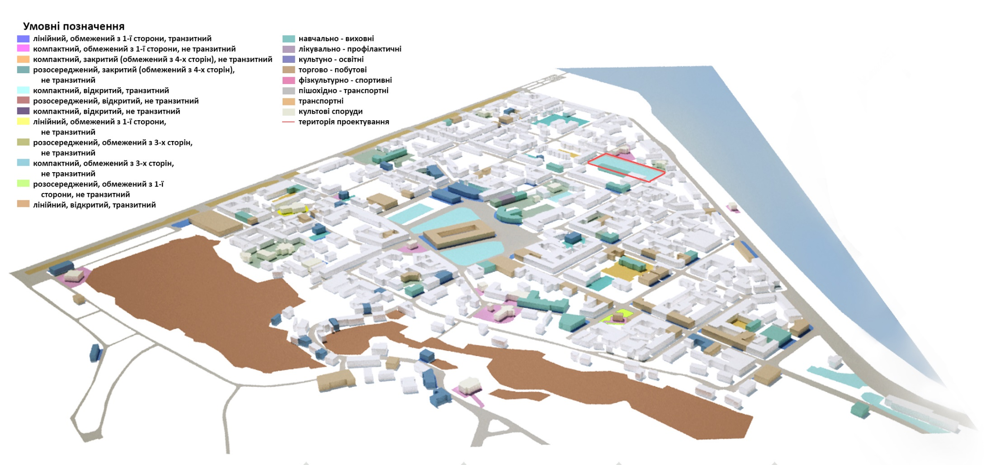 Умовні позначення
лінійний, обмежений з 1-ї сторони, транзитний
компактний, обмежений з 1-ї сторони, не транзитний
компактний, закритий (обмежений з 4-х сторін), не транзитний
розосереджений, закритий (обмежений з 4-х сторін),
не транзитний
компактний, відкритий, транзитний
розосереджений, відкритий, не транзитний
компактний, відкритий, не транзитний
лінійний, обмежений з 1-ї сторони,
не транзитний
розосереджений, обмежений з 3-х сторін,
не транзитний
компактний, обмежений з 3-х сторін,
не транзитний
розосереджений, обмежений з 1-ї
сторони, не транзитний
лінійний, відкритий, транзитний
навчально - виховні
лікувально - профілактичні
культуно - освітні
торгово - побутові
фізкультурно - спортивні
пішохідно - транспортні
транспортні
культові споруди
територія проектування